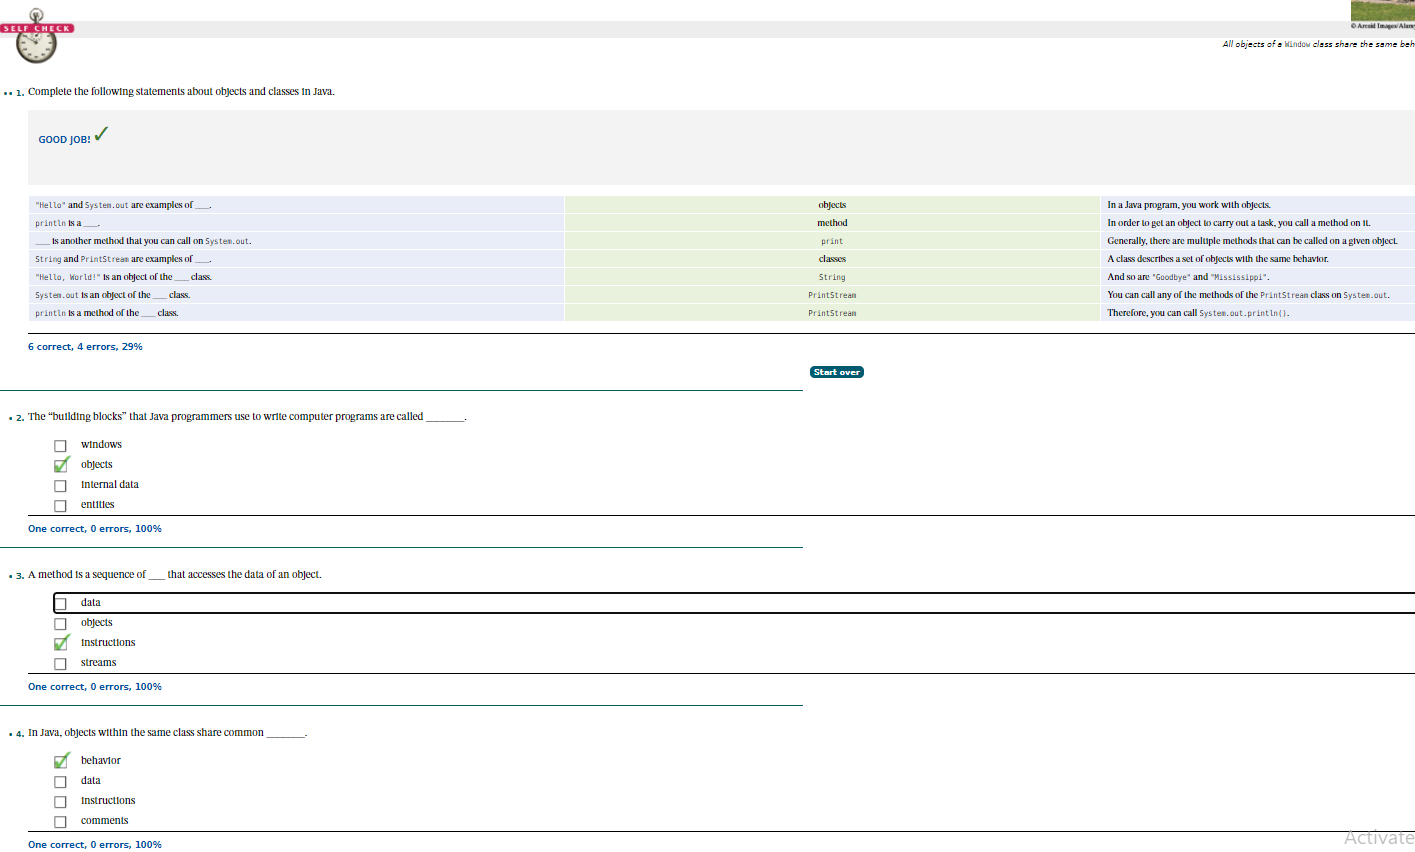 © Arcaid Images/Alamy
SELF CHECK
All objects of a Window class share the same beh
•• 1. Complete the following statements about objects and classes in Java.
GOOD JOB! ✓
"Hello" and System.out are examples of ___. objects In a Java program, you work with objects.
println is a ___. method In order to get an object to carry out a task, you call a method on it.
___ is another method that you can call on System.out. print Generally, there are multiple methods that can be called on a given object.
String and PrintStream are examples of ___. classes A class describes a set of objects with the same behavior.
"Hello, World!" is an object of the ___ class. String And so are "Goodbye" and "Mississippi".
System.out is an object of the ___ class. PrintStream You can call any of the methods of the PrintStream class on System.out.
println is a method of the ___ class. PrintStream Therefore, you can call System.out.println().
6 correct, 4 errors, 29%
Start over
• 2. The “building blocks” that Java programmers use to write computer programs are called _______.
windows
objects
internal data
entities
One correct, 0 errors, 100%
• 3. A method is a sequence of ___ that accesses the data of an object.
data
objects
instructions
streams
One correct, 0 errors, 100%
• 4. In Java, objects within the same class share common _______.
behavior
data
instructions
comments
Activate
One correct, 0 errors, 100%